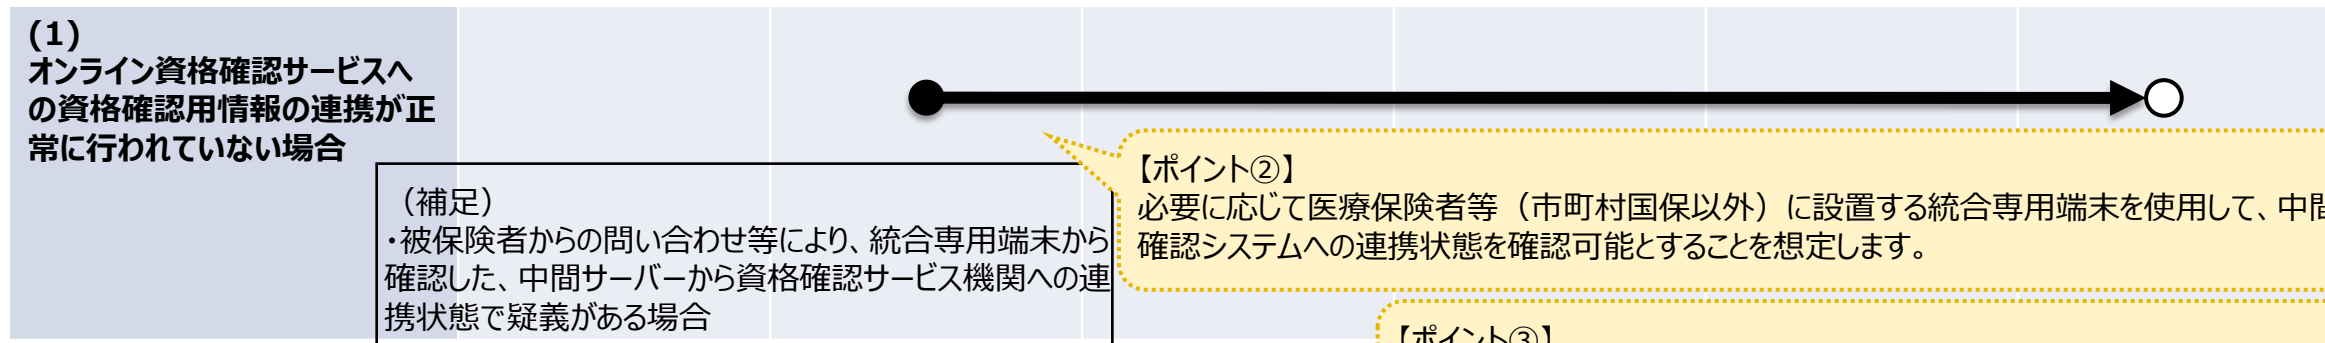 (1)
オンライン資格確認サービスへ
の資格確認用情報の連携が正
常に行われていない場合
（補足）
・被保険者からの問い合わせ等により、統合専用端末から
確認した、中間サーバーから資格確認サービス機関への連
携状態で疑義がある場合
【ポイント②】
必要に応じて医療保険者等（市町村国保以外）に設置する統合専用端末を使用して、中間
確認システムへの連携状態を確認可能とすることを想定します。
【ポイント③】